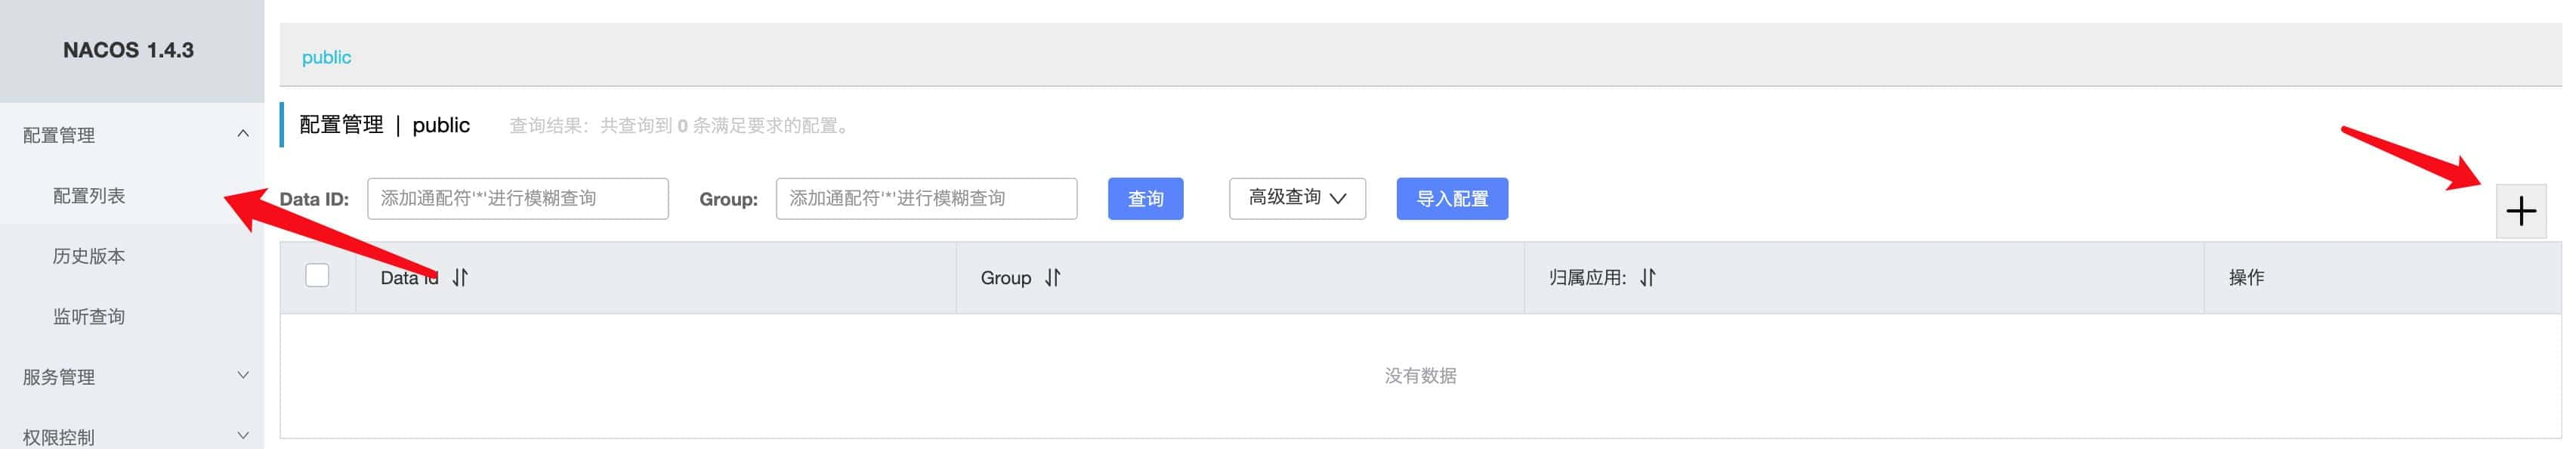 NACOS 1.4.3
配置管理
配置列表
历史版本
监听查询
服务管理
权限控制
public
配置管理 | public 查询结果：共查询到 0 条满足要求的配置。
Data ID: 添加通配符'*'进行模糊查询 Group: 添加通配符'*'进行模糊查询 查询 高级查询 导入配置
Data Id Group 归属应用: 操作
没有数据